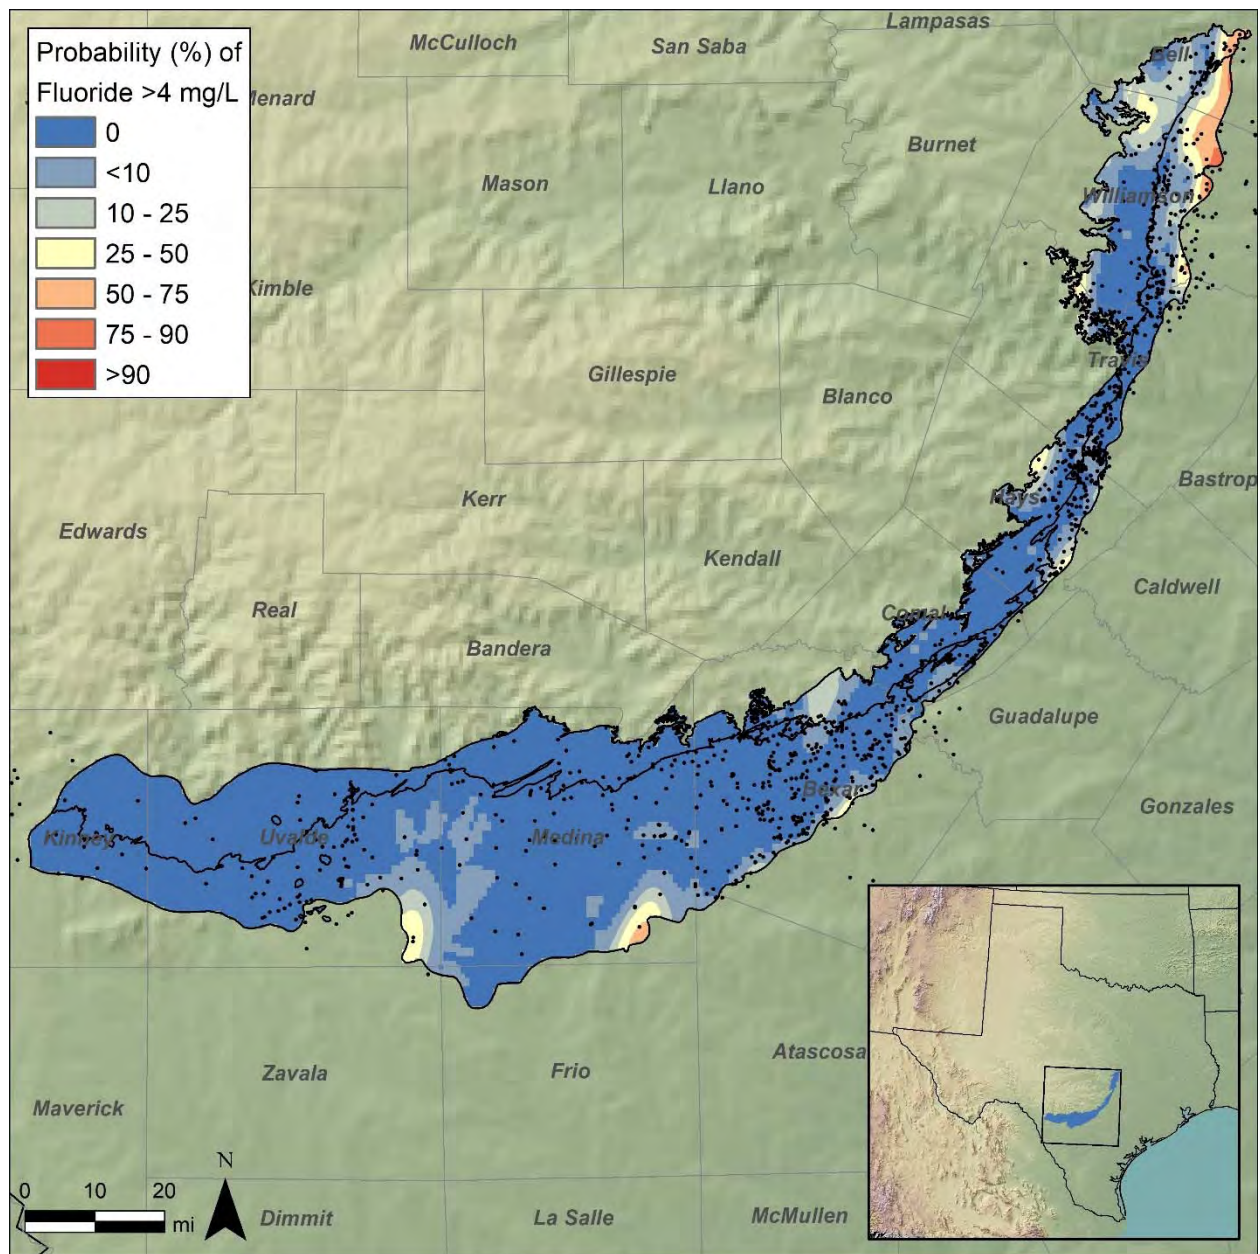 Probability (%) of
Fluoride >4 mg/L
0
<10
10 - 25
25 - 50
50 - 75
75 - 90
>90
Lampasas
McCulloch
San Saba
Bell
Menard
Burnet
Mason
Llano
Williamson
Kimble
Travis
Gillespie
Blanco
Bastrop
Kerr
Hays
Edwards
Kendall
Caldwell
Real
Comal
Bandera
Guadalupe
Bexar
Gonzales
Kinney
Uvalde
Medina
Atascosa
Zavala
Frio
Maverick
N
0 10 20
mi
Dimmit
La Salle
McMullen